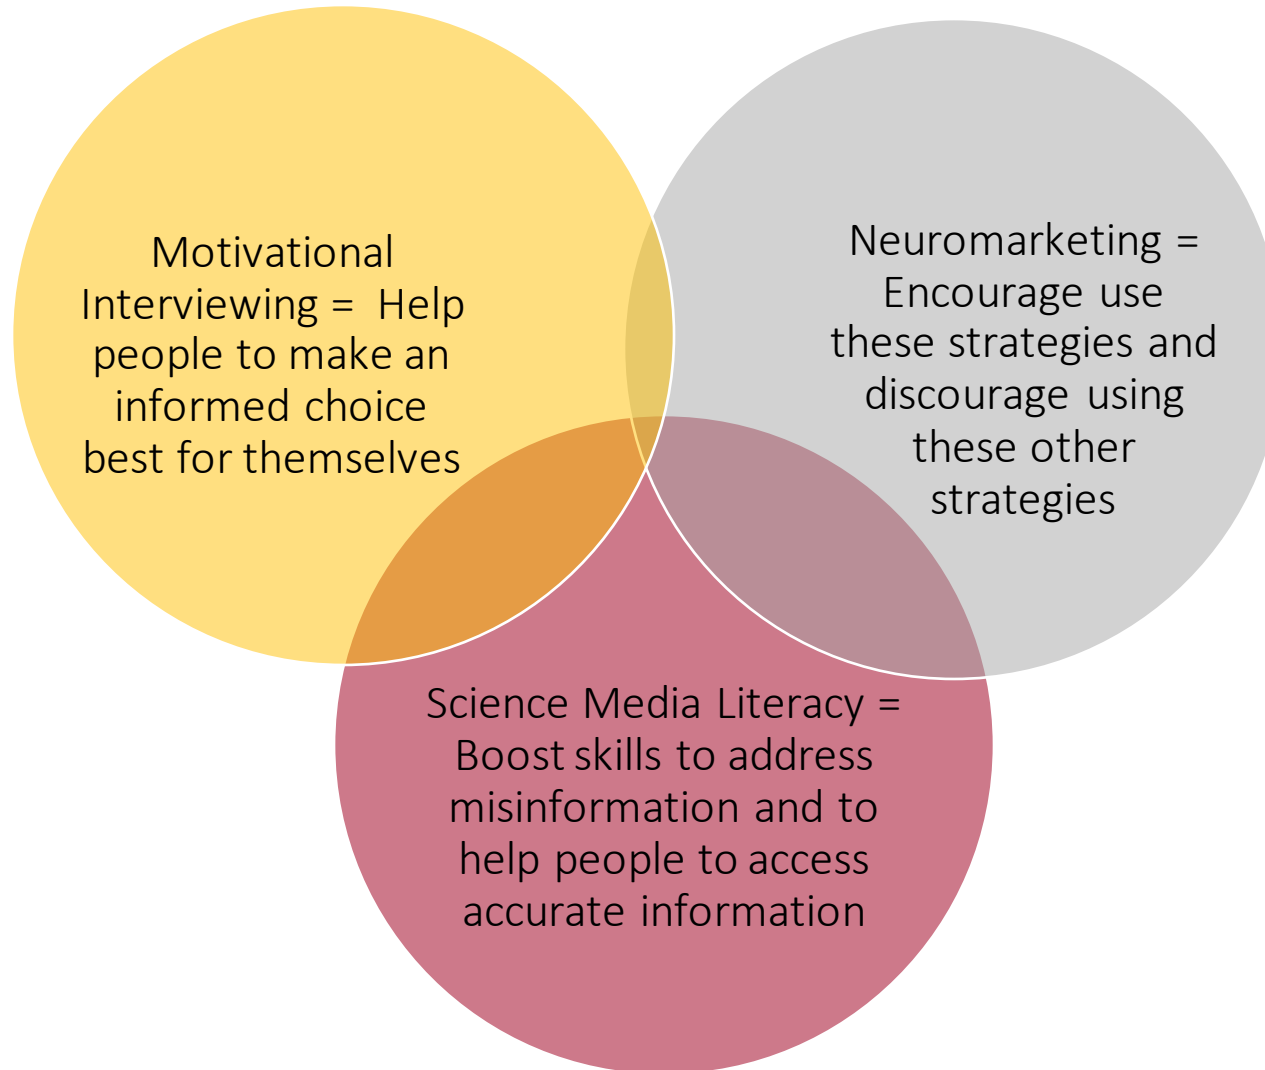 Motivational
Interviewing = Help
people to make an
informed choice
best for themselves
Neuromarketing =
Encourage use
these strategies and
discourage using
these other
strategies
Science Media Literacy =
Boost skills to address
misinformation and to
help people to access
accurate information